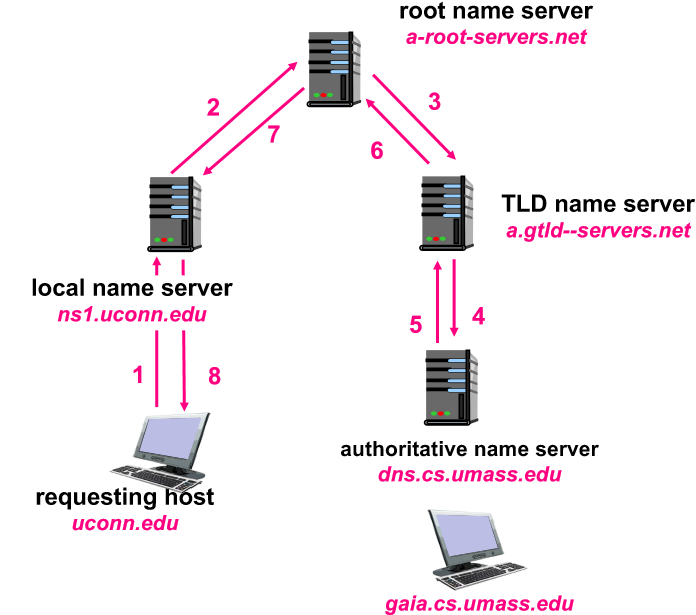 root name server
a-root-servers.net
2
3
7
6
TLD name server
a.gtld--servers.net
local name server
ns1.uconn.edu
5
4
1
8
authoritative name server
dns.cs.umass.edu
requesting host
uconn.edu
gaia.cs.umass.edu